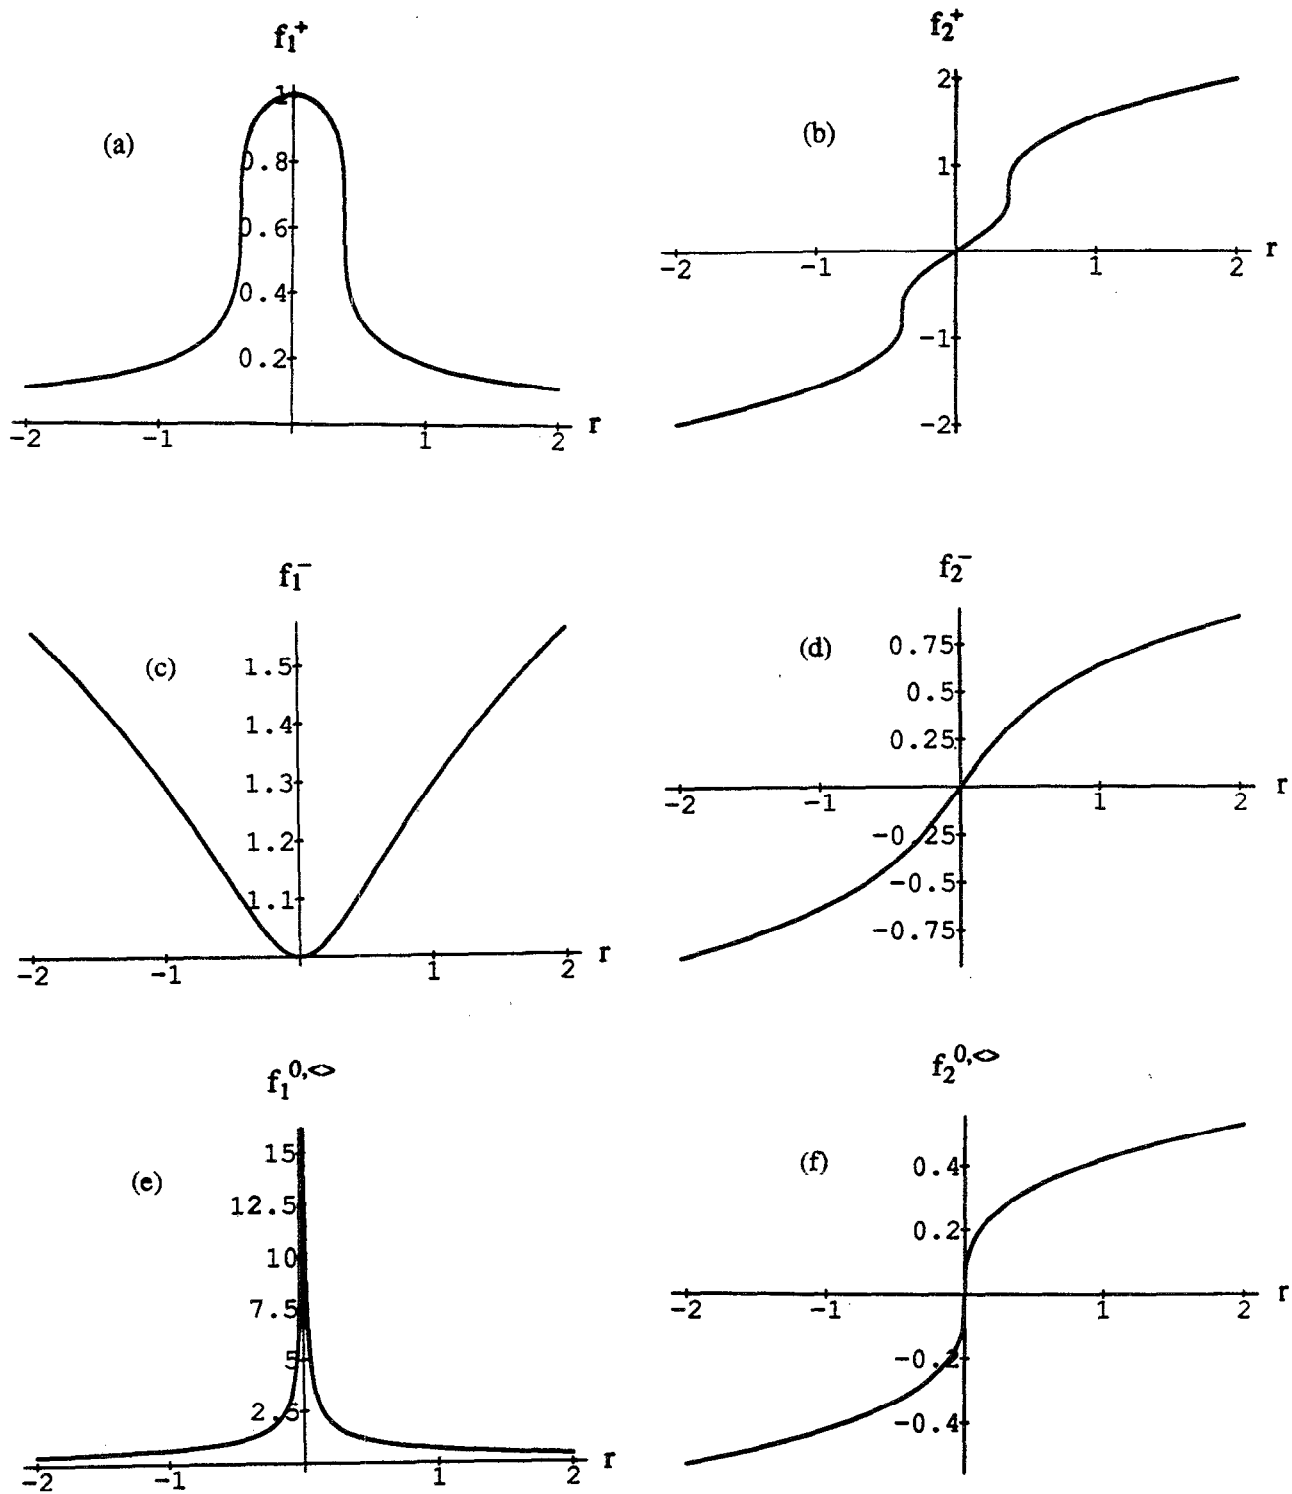 f₁⁺
f₂⁺
(a)
1
0.8
0.6
0.4
0.2
-2 -1 1 2 r
(b)
2
1
-2 -1 1 2 r
-1
-2
f₁⁻
f₂⁻
(c)
1.5
1.4
1.3
1.2
1.1
-2 -1 1 2 r
(d)
0.75
0.5
0.25
-2 -1 1 2 r
-0.25
-0.5
-0.75
f₁⁰,<>
f₂⁰,<>
(e)
15
12.5
10
7.5
5
2.5
-2 -1 1 2 r
(f)
0.4
0.2
-2 -1 1 2 r
-0.2
-0.4